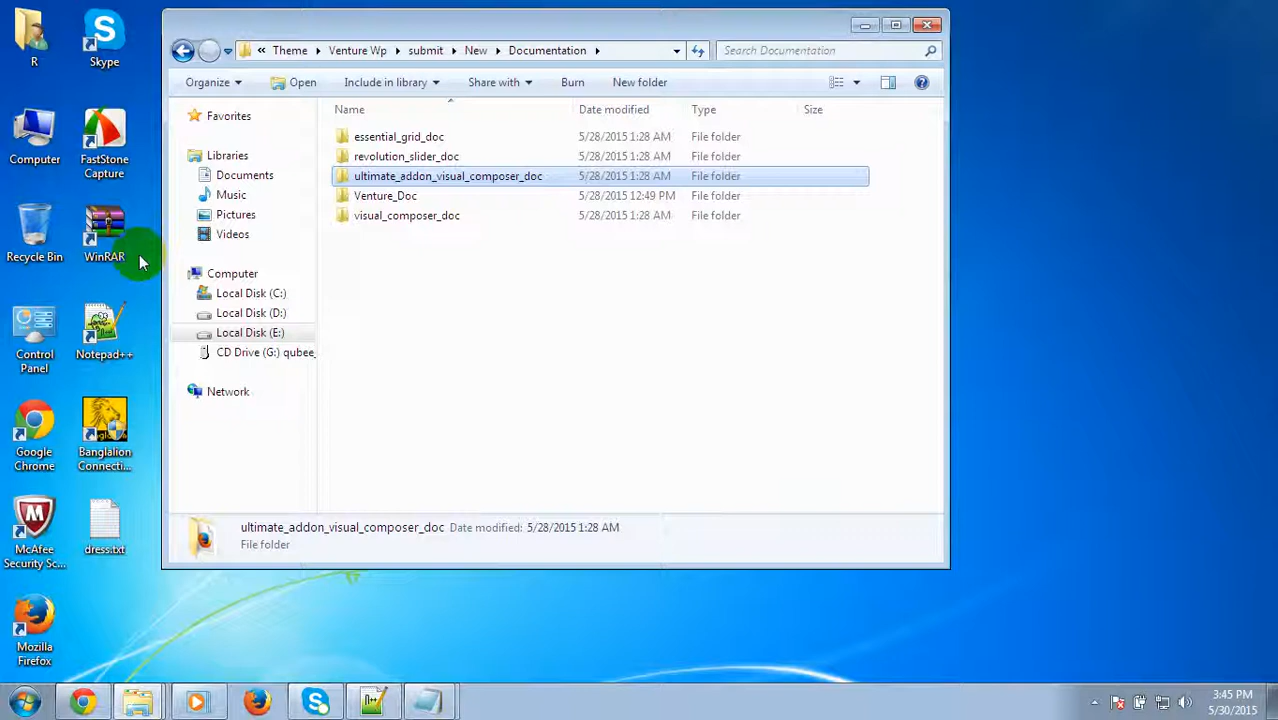 R
Skype
Computer
FastStone
Capture
Recycle Bin
WinRAR
Control
Panel
Notepad++
Google
Chrome
Banglalion
Connecti...
McAfee
Security Sc...
dress.txt
Mozilla
Firefox
« Theme Venture Wp submit New Documentation
Search Documentation
Organize Open Include in library Share with Burn New folder
Favorites
Libraries
Documents
Music
Pictures
Videos
Computer
Local Disk (C:)
Local Disk (D:)
Local Disk (E:)
CD Drive (G:) qubee_
Network
Name Date modified Type Size
essential_grid_doc 5/28/2015 1:28 AM File folder
revolution_slider_doc 5/28/2015 1:28 AM File folder
ultimate_addon_visual_composer_doc 5/28/2015 1:28 AM File folder
Venture_Doc 5/28/2015 12:49 PM File folder
visual_composer_doc 5/28/2015 1:28 AM File folder
ultimate_addon_visual_composer_doc Date modified: 5/28/2015 1:28 AM
File folder
3:45 PM
5/30/2015